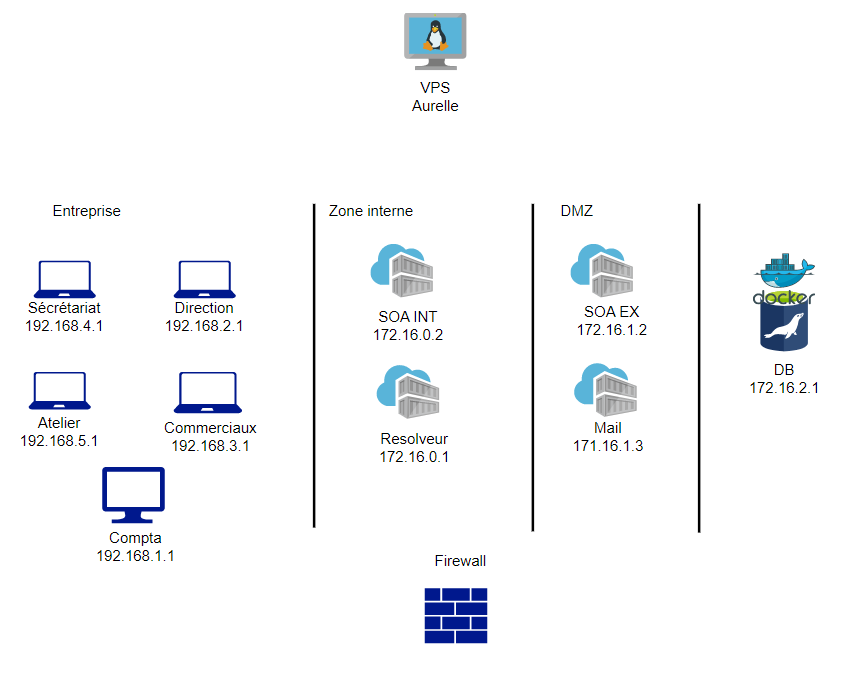 VPS
Aurelle
Entreprise
Zone interne
DMZ
Sécrétariat
192.168.4.1
Direction
192.168.2.1
SOA INT
172.16.0.2
SOA EX
172.16.1.2
docker
DB
172.16.2.1
Atelier
192.168.5.1
Commerciaux
192.168.3.1
Resolveur
172.16.0.1
Mail
171.16.1.3
Compta
192.168.1.1
Firewall